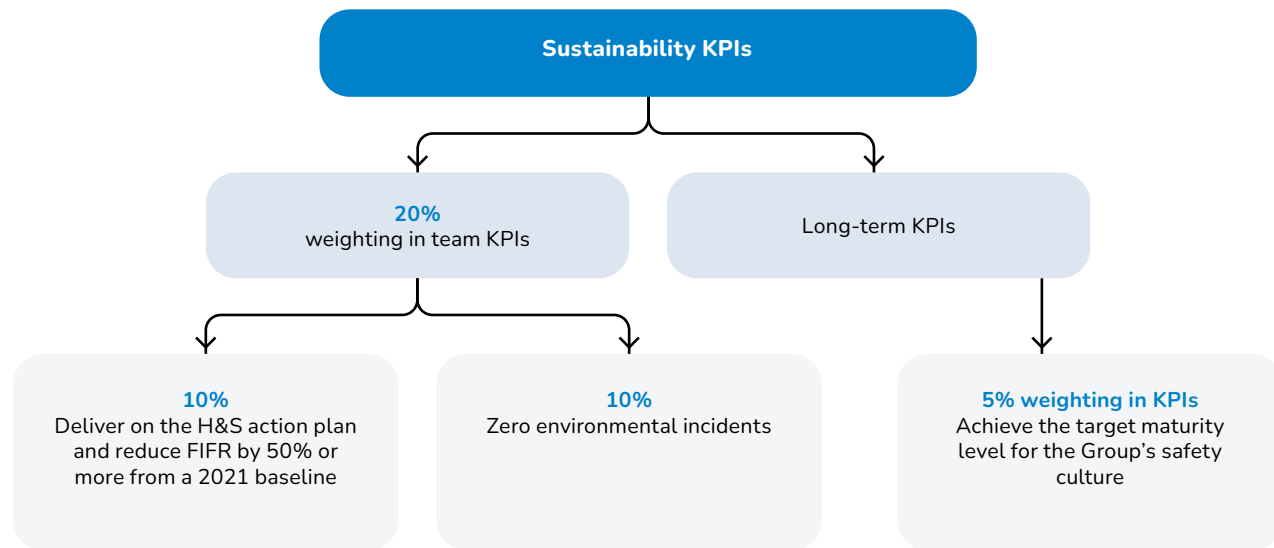 Sustainability KPIs
20%
weighting in team KPIs
Long-term KPIs
10%
Deliver on the H&S action plan
and reduce FIFR by 50% or
more from a 2021 baseline
10%
Zero environmental incidents
5% weighting in KPIs
Achieve the target maturity
level for the Group’s safety
culture